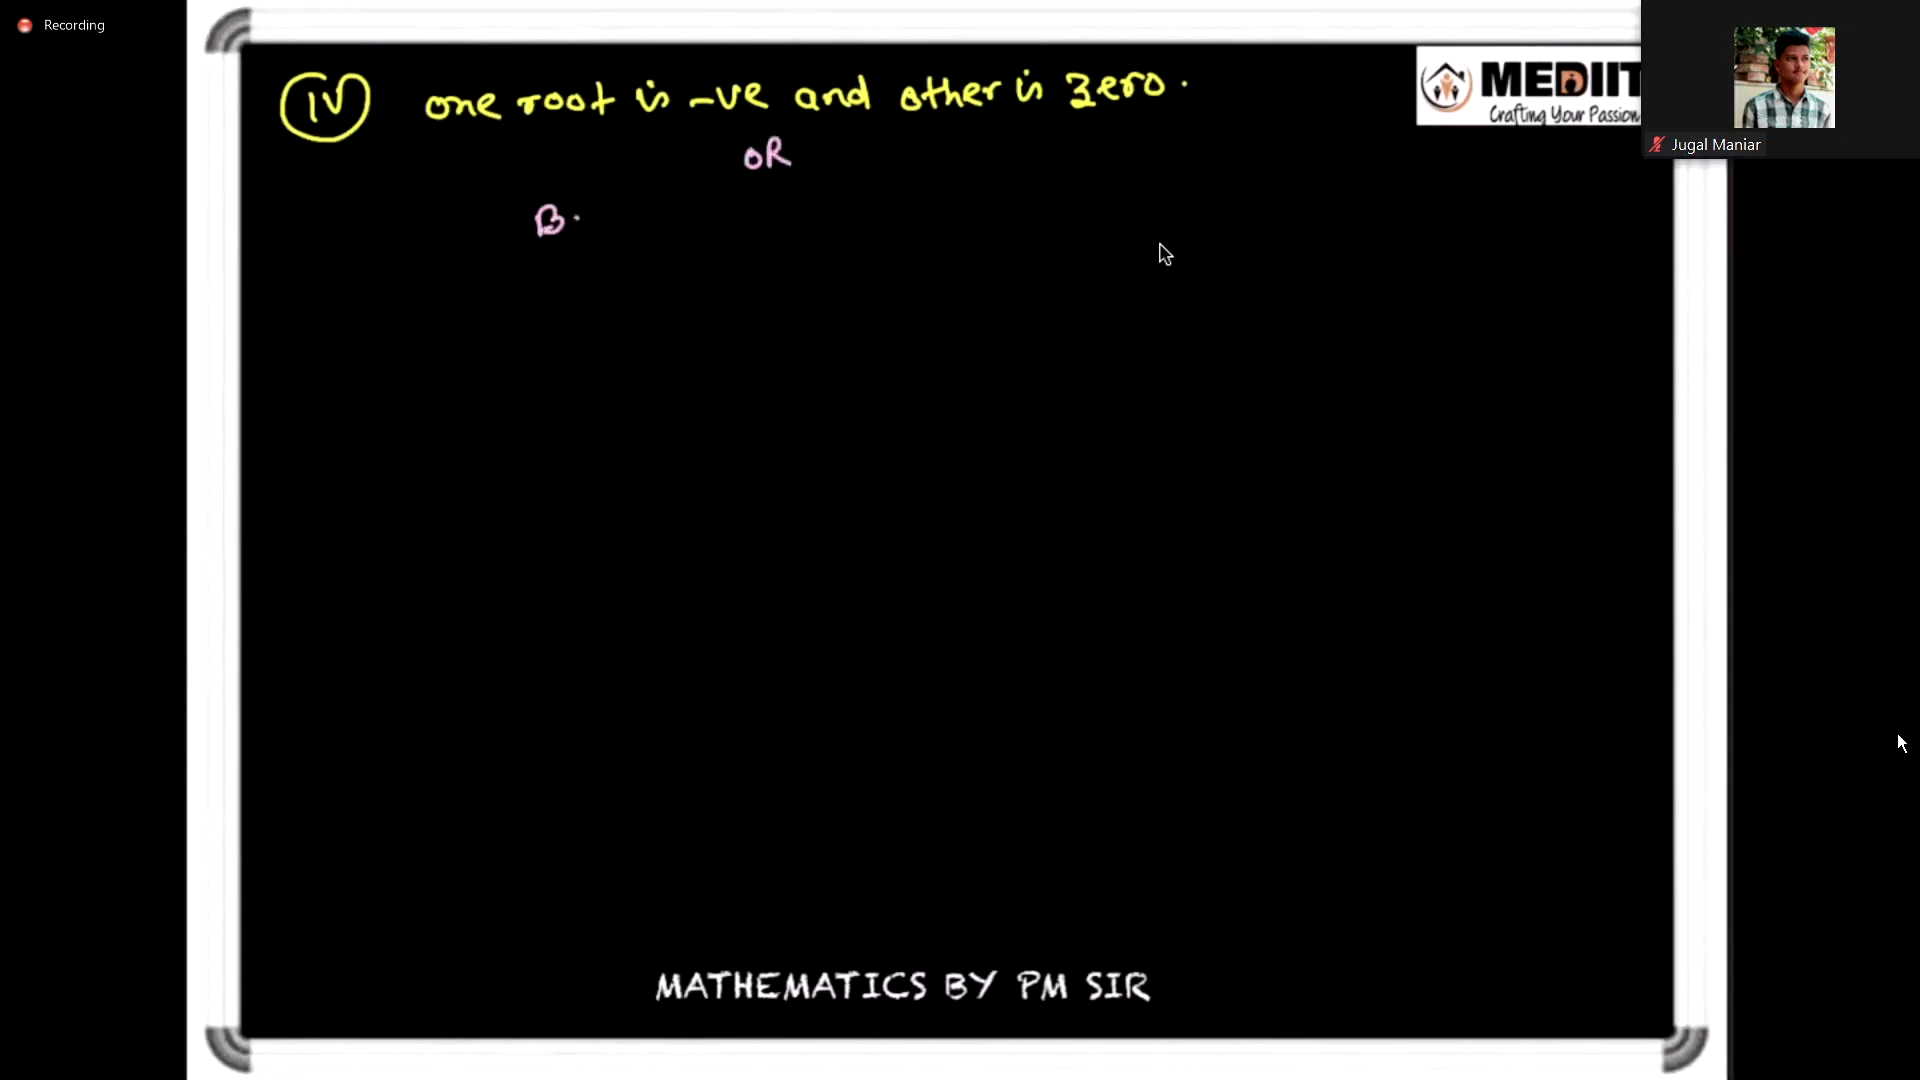 Recording
(iv) one root is -ve and other is zero.
MEDIIT
Crafting Your Passion
Jugal Maniar
OR
B.
MATHEMATICS BY PM SIR